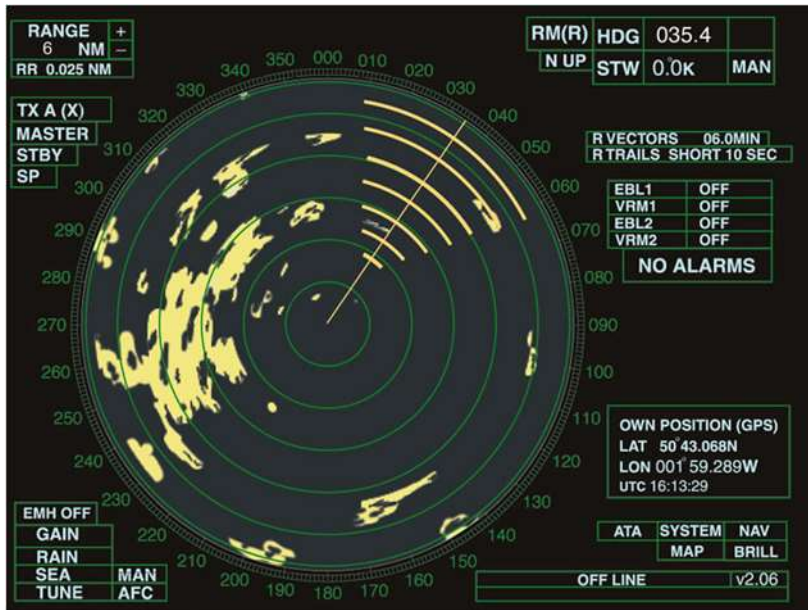 RANGE +
6 NM –
RR 0.025 NM
TX A (X)
MASTER
STBY
SP
RM(R) HDG 035.4
N UP STW 0.0K MAN
R VECTORS 06.0MIN
R TRAILS SHORT 10 SEC
EBL1 OFF
VRM1 OFF
EBL2 OFF
VRM2 OFF
NO ALARMS
000 010 020 030 040 050 060 070 080 090 100 110 120 130 140 150 160 170 180 190 200 210 220 230 240 250 260 270 280 290 300 310 320 330 340 350
OWN POSITION (GPS)
LAT 50°43.068N
LON 001°59.289W
UTC 16:13:29
EMH OFF
GAIN
RAIN
SEA MAN
TUNE AFC
ATA SYSTEM NAV
MAP BRILL
OFF LINE v2.06